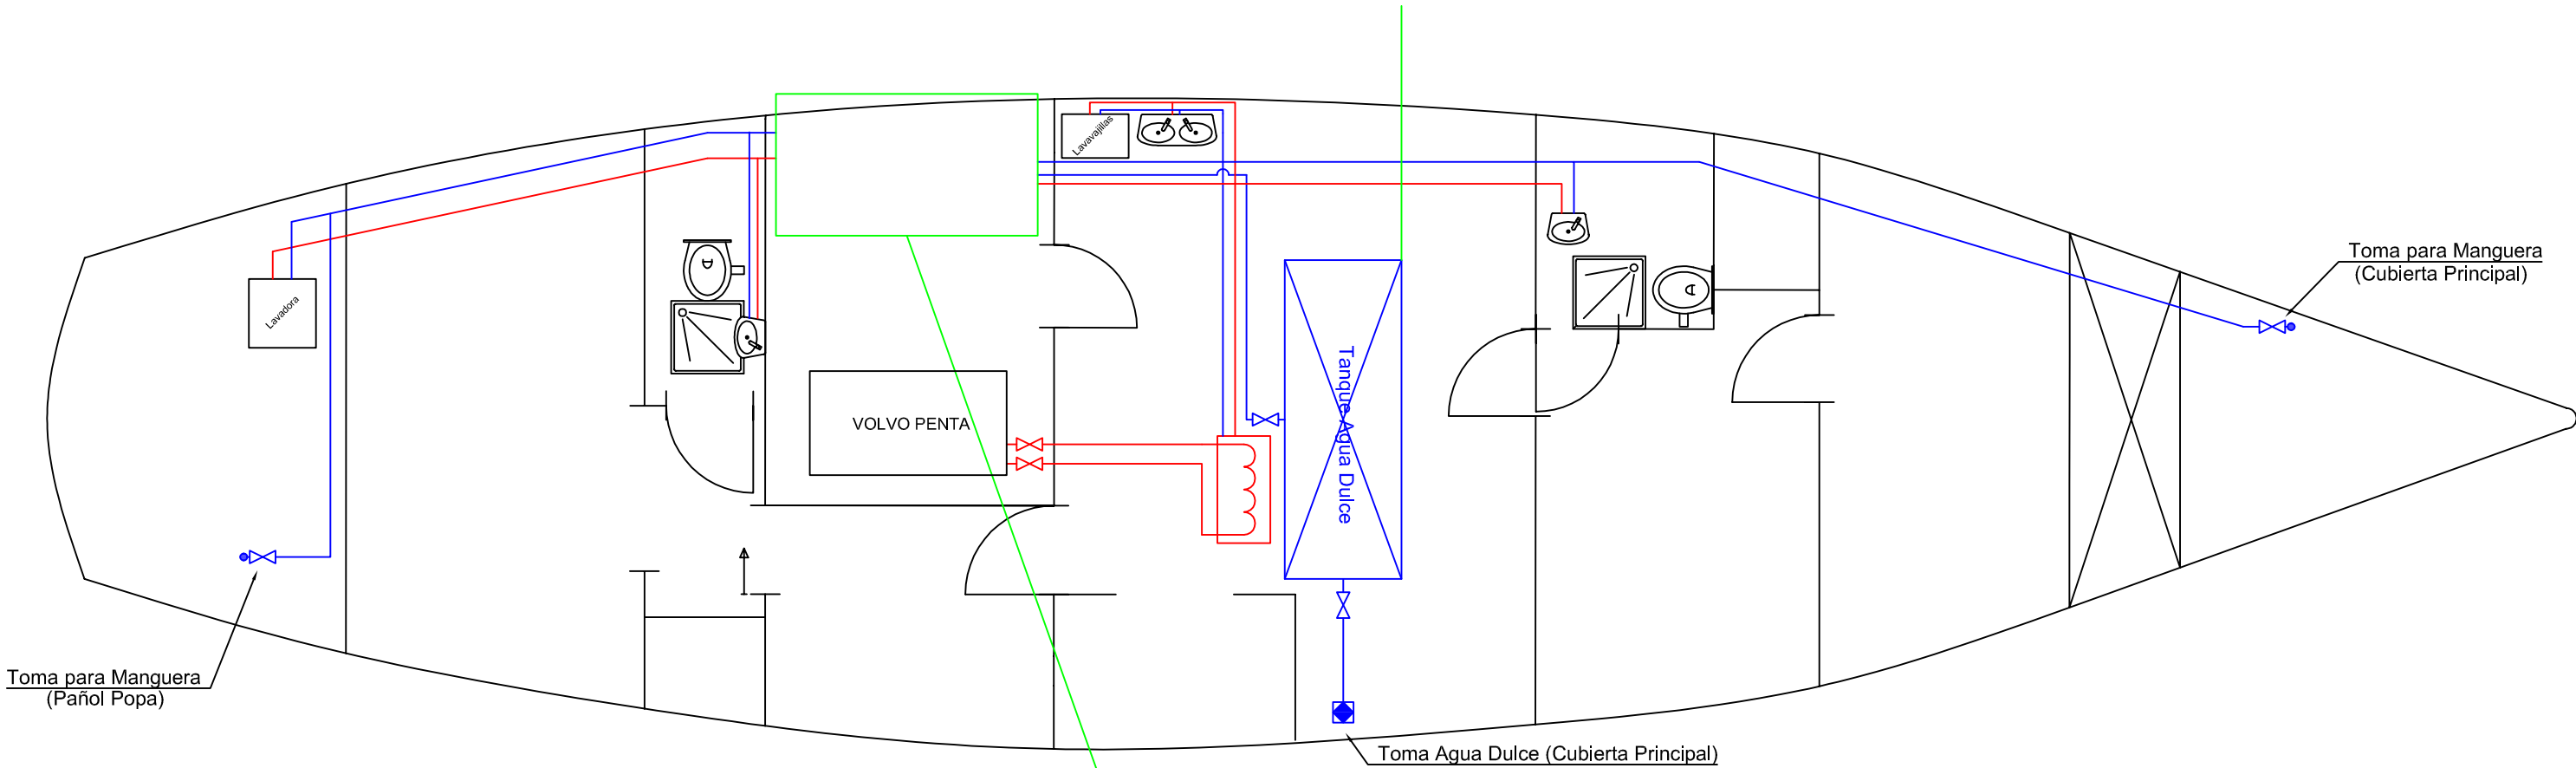 Lavavajillas
Toma para Manguera
(Cubierta Principal)
Lavadora
VOLVO PENTA
Tanque Agua Dulce
Toma para Manguera
(Pañol Popa)
Toma Agua Dulce (Cubierta Principal)